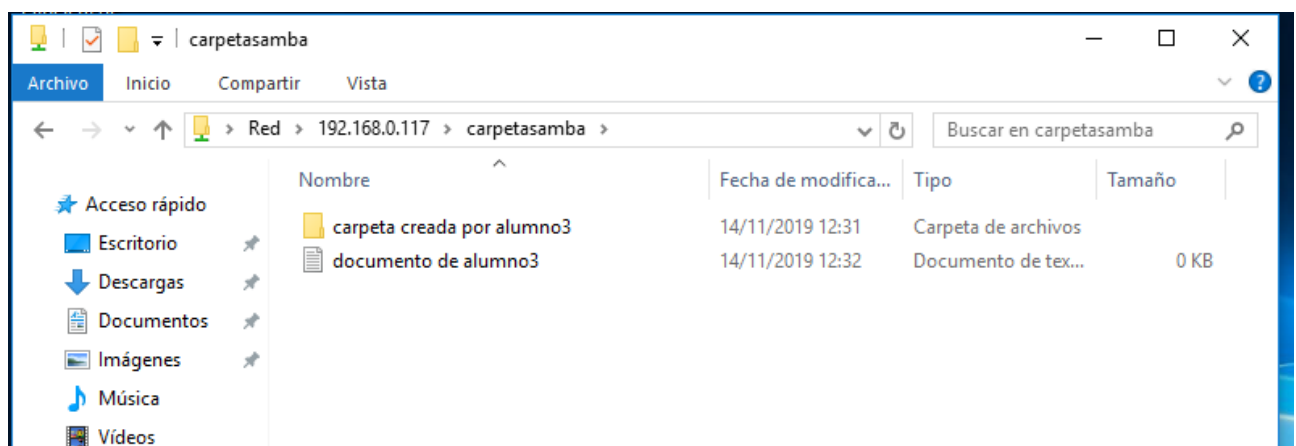 carpetasamba
Archivo Inicio Compartir Vista
Red > 192.168.0.117 > carpetasamba > Buscar en carpetasamba
Nombre Fecha de modifica... Tipo Tamaño
Acceso rápido
carpeta creada por alumno3 14/11/2019 12:31 Carpeta de archivos
Escritorio
documento de alumno3 14/11/2019 12:32 Documento de tex... 0 KB
Descargas
Documentos
Imágenes
Música
Vídeos